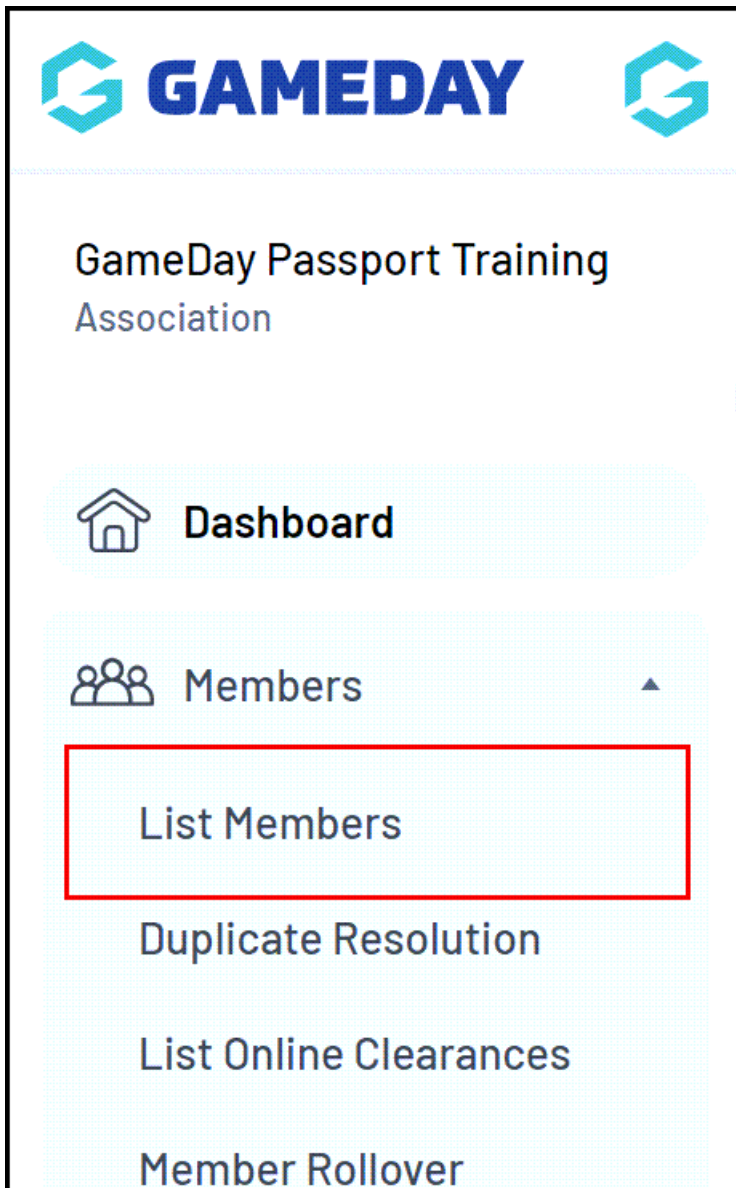 GAMEDAY
GameDay Passport Training
Association
Dashboard
Members
List Members
Duplicate Resolution
List Online Clearances
Member Rollover